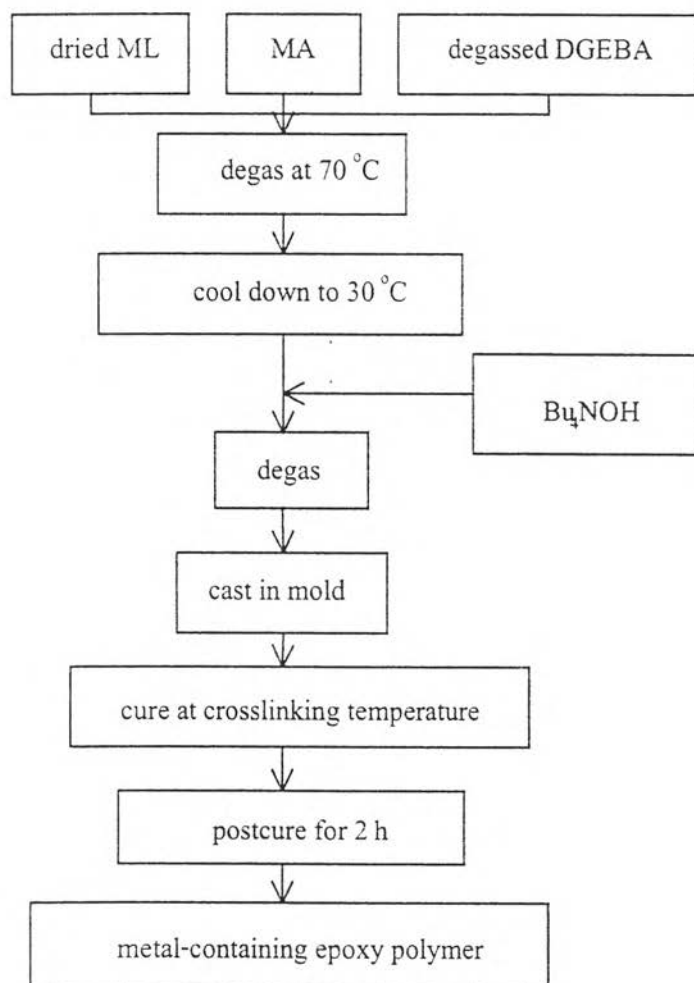 dried ML
MA
degassed DGEBA
degas at 70 °C
cool down to 30 °C
Bu₄NOH
degas
cast in mold
cure at crosslinking temperature
postcure for 2 h
metal-containing epoxy polymer